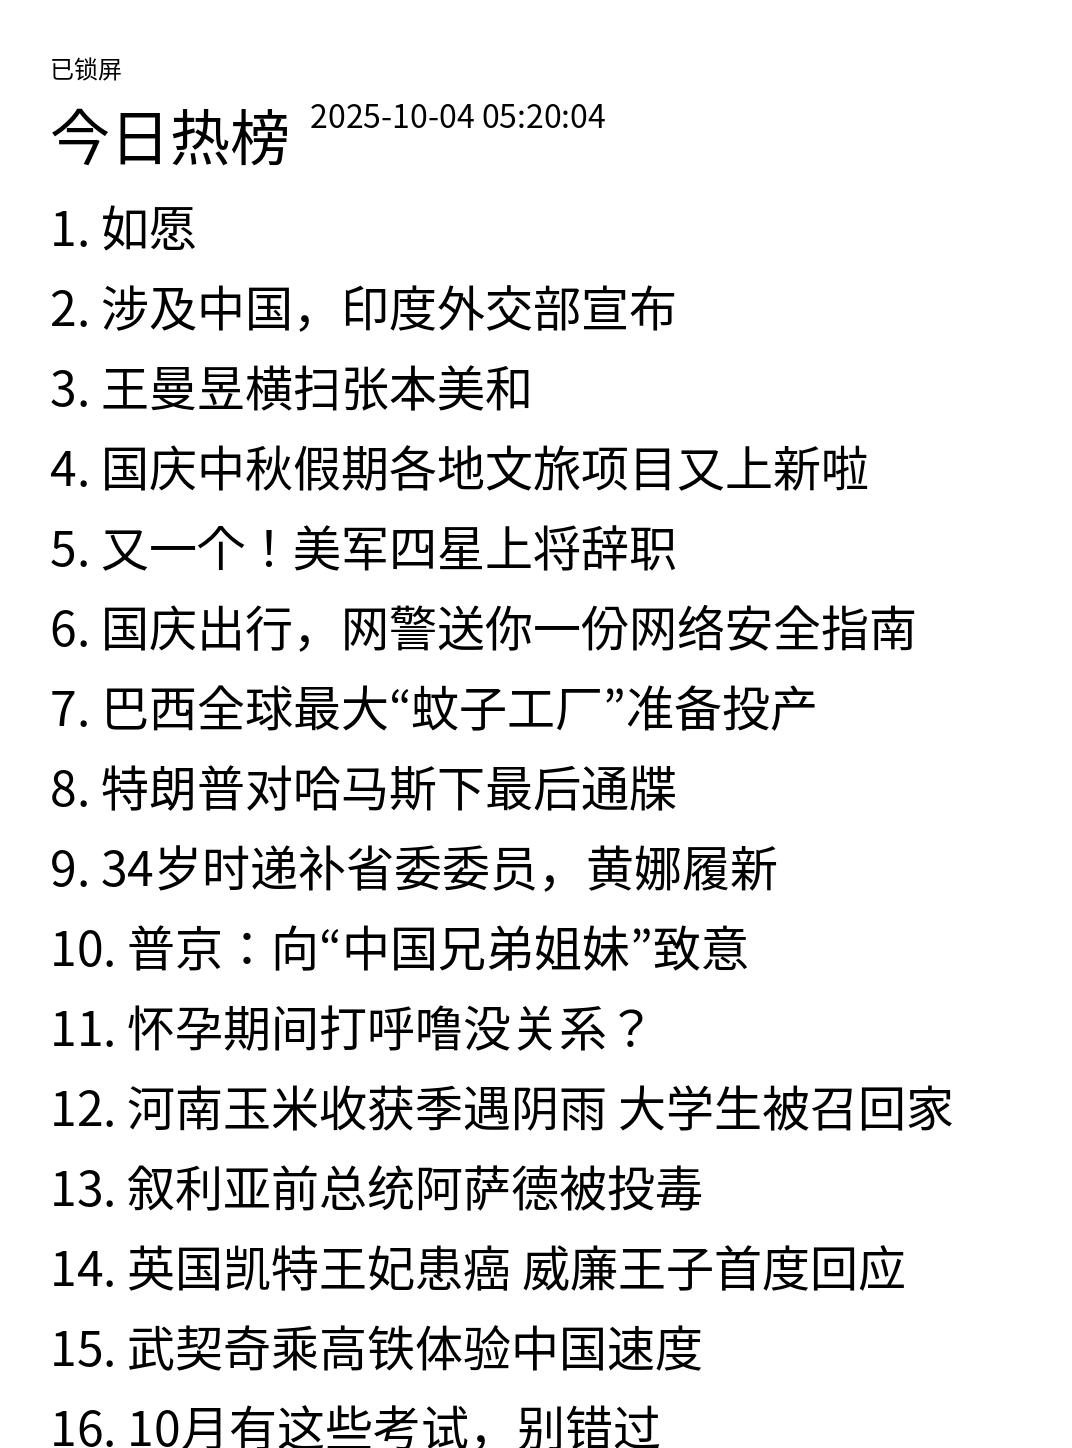 已锁屏
今日热榜 2025-10-04 05:20:04
1. 如愿
2. 涉及中国，印度外交部宣布
3. 王曼昱横扫张本美和
4. 国庆中秋假期各地文旅项目又上新啦
5. 又一个！美军四星上将辞职
6. 国庆出行，网警送你一份网络安全指南
7. 巴西全球最大“蚊子工厂”准备投产
8. 特朗普对哈马斯下最后通牒
9. 34岁时递补省委委员，黄娜履新
10. 普京：向“中国兄弟姐妹”致意
11. 怀孕期间打呼噜没关系？
12. 河南玉米收获季遇阴雨 大学生被召回家
13. 叙利亚前总统阿萨德被投毒
14. 英国凯特王妃患癌 威廉王子首度回应
15. 武契奇乘高铁体验中国速度
16. 10月有这些考试，别错过